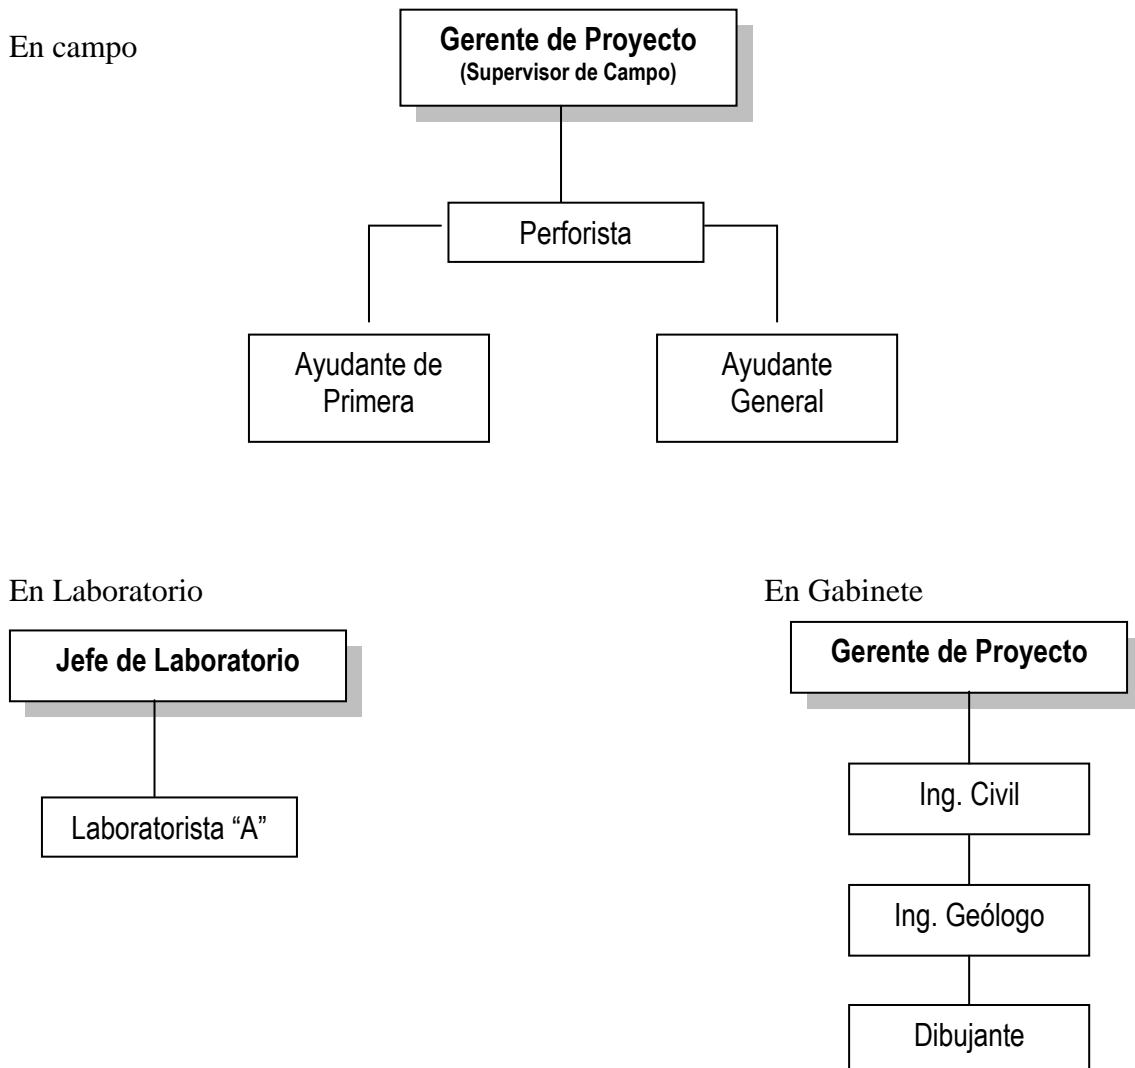 En campo
Gerente de Proyecto
(Supervisor de Campo)
Perforista
Ayudante de
Primera
Ayudante
General
En Laboratorio
Jefe de Laboratorio
Laboratorista “A”
En Gabinete
Gerente de Proyecto
Ing. Civil
Ing. Geólogo
Dibujante